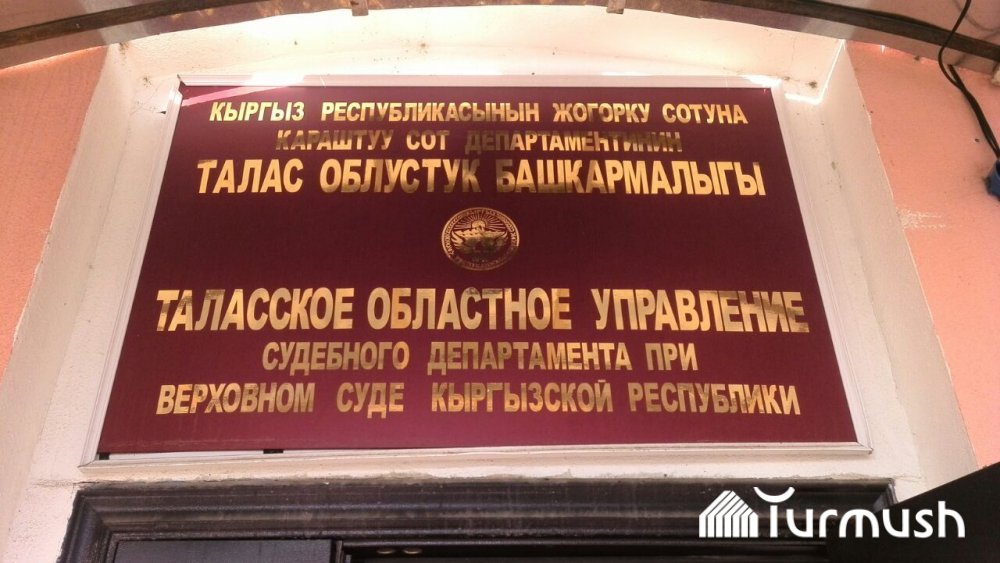 КЫРГЫЗ РЕСПУБЛИКАСЫНЫН ЖОГОРКУ СОТУНА
КАРАШТУУ СОТ ДЕПАРТАМЕНТИНИН
ТАЛАС ОБЛУСТУК БАШКАРМАЛЫГЫ
ТАЛАССКОЕ ОБЛАСТНОЕ УПРАВЛЕНИЕ
СУДЕБНОГО ДЕПАРТАМЕНТА ПРИ
ВЕРХОВНОМ СУДЕ КЫРГЫЗСКОЙ РЕСПУБЛИКИ
Turmush